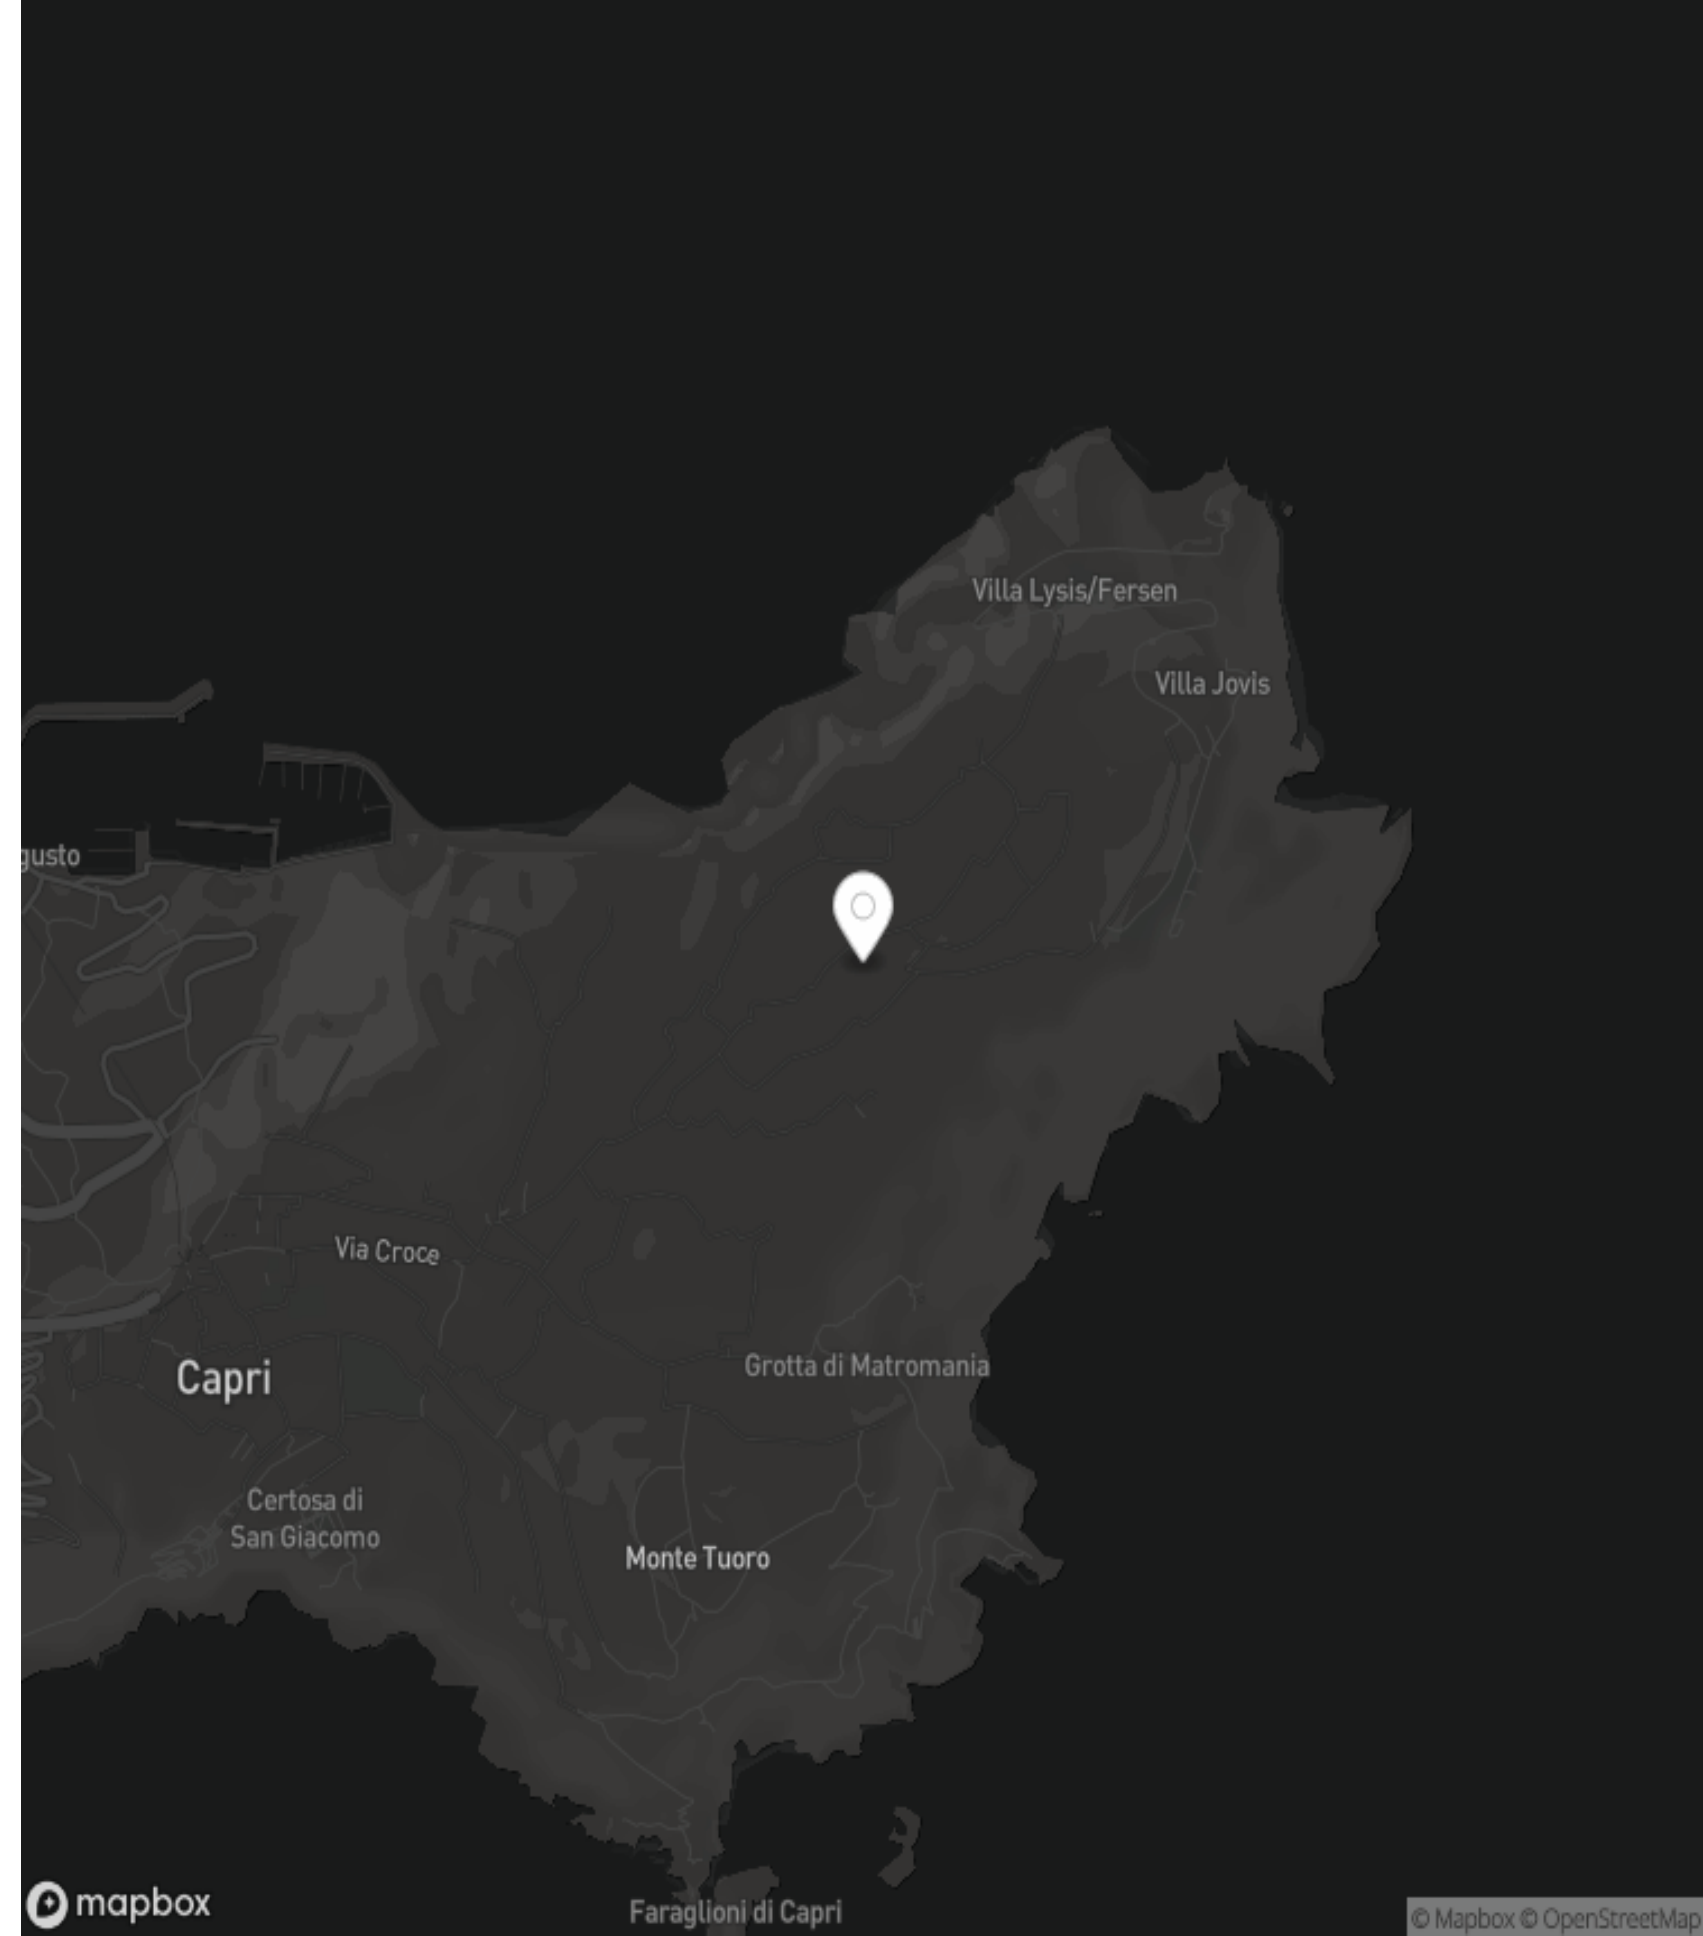 Villa Lysis/Fersen
Villa Jovis
gusto
Via Croce
Grotta di Matromania
Capri
Certosa di
San Giacomo
Monte Tuoro
mapbox
Faraglioni di Capri
© Mapbox © OpenStreetMap